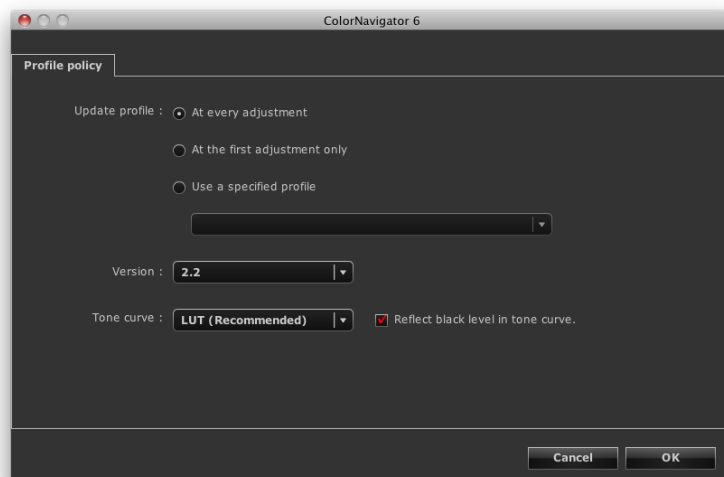 ColorNavigator 6
Profile policy
Update profile : At every adjustment
At the first adjustment only
Use a specified profile
Version : 2.2
Tone curve : LUT (Recommended) Reflect black level in tone curve.
Cancel OK